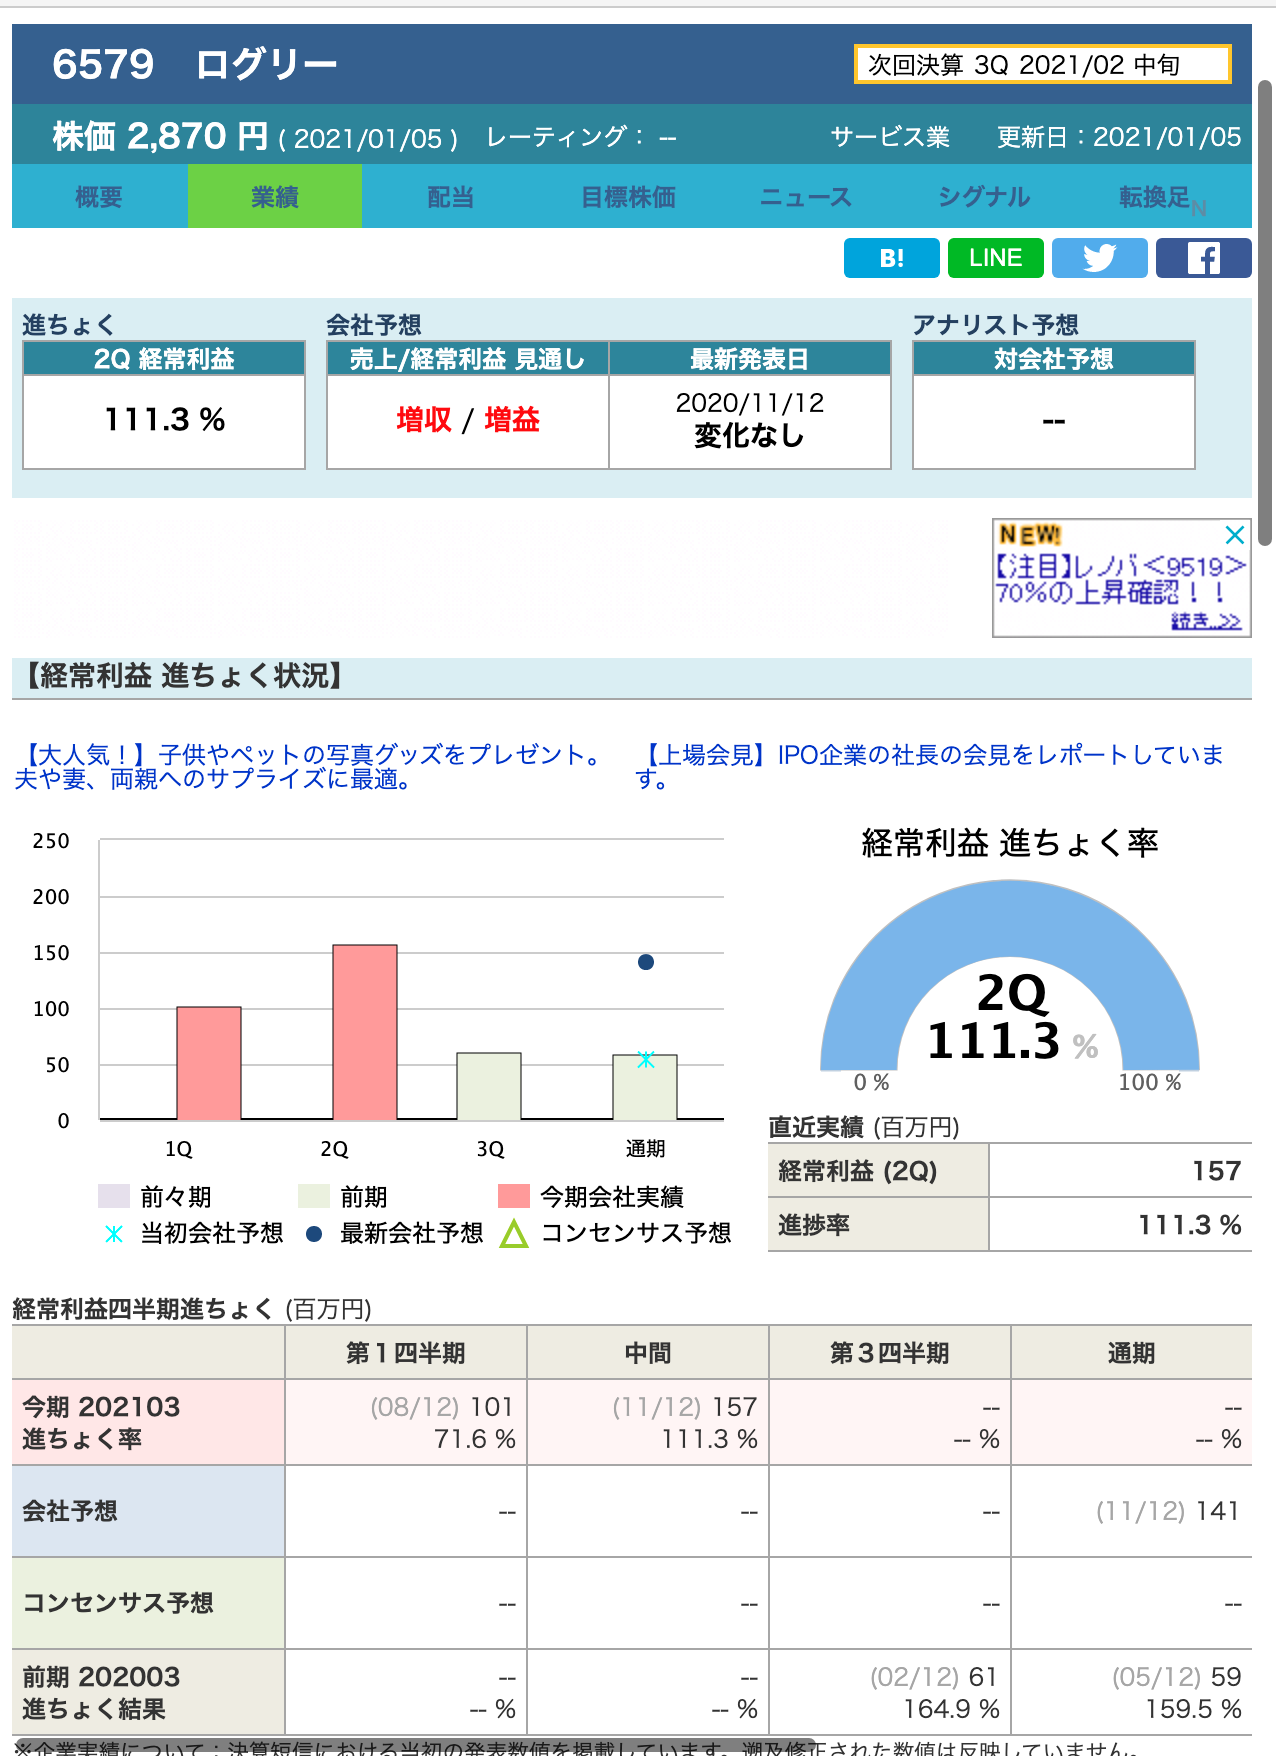 6579 ログリー
次回決算 3Q 2021/02 中旬
株価 2,870 円 ( 2021/01/05 ) レーティング： -- サービス業 更新日：2021/01/05
概要 業績 配当 目標株価 ニュース シグナル 転換足 N
B! LINE
進ちょく 会社予想 アナリスト予想
2Q 経常利益 売上/経常利益 見通し 最新発表日 対会社予想
111.3 % 増収 / 増益 2020/11/12 --
変化なし
NEW!
【注目】レノバ<9519>
70%の上昇確認！！
続き..>>
【経常利益 進ちょく状況】
【大人気！】子供やペットの写真グッズをプレゼント。
夫や妻、両親へのサプライズに最適。
【上場会見】IPO企業の社長の会見をレポートしていま
す。
250
200
150
100
50
0
1Q 2Q 3Q 通期
前々期 前期 今期会社実績
当初会社予想 最新会社予想 コンセンサス予想
経常利益 進ちょく率
2Q
111.3 %
0 % 100 %
直近実績 (百万円)
経常利益 (2Q) 157
進捗率 111.3 %
経常利益四半期進ちょく (百万円)
第１四半期 中間 第３四半期 通期
今期 202103 (08/12) 101 (11/12) 157 -- --
進ちょく率 71.6 % 111.3 % -- % -- %
会社予想 -- -- -- (11/12) 141
コンセンサス予想 -- -- -- --
前期 202003 -- -- (02/12) 61 (05/12) 59
進ちょく結果 -- % -- % 164.9 % 159.5 %
※企業実績について：決算短信における当初の発表数値を掲載しています。遡及修正された数値は反映していません。